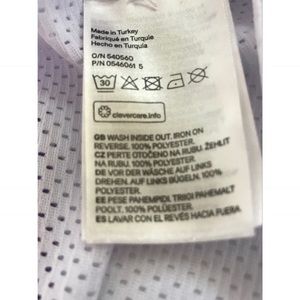 Made in Turkey
Fabriqué en Turquie
Hecho en Turquía
O/N 540560
P/N 0546061 5
30
clevercare.info
GB WASH INSIDE OUT. IRON ON
REVERSE. 100% POLYESTER.
CZ PERTE OTOČENO NA RUBU. ŽEHLIT
NA RUBU. 100% POLYESTER.
DE VOR DER WÄSCHE AUF LINKS
DREHEN. AUF LINKS BÜGELN. 100%
POLYESTER.
EE PESE PAHEMPIDI. TRIIGI PAHEMALT
POOLT. 100% POLÜESTER.
ES LAVAR CON EL REVÉS HACIA FUERA.